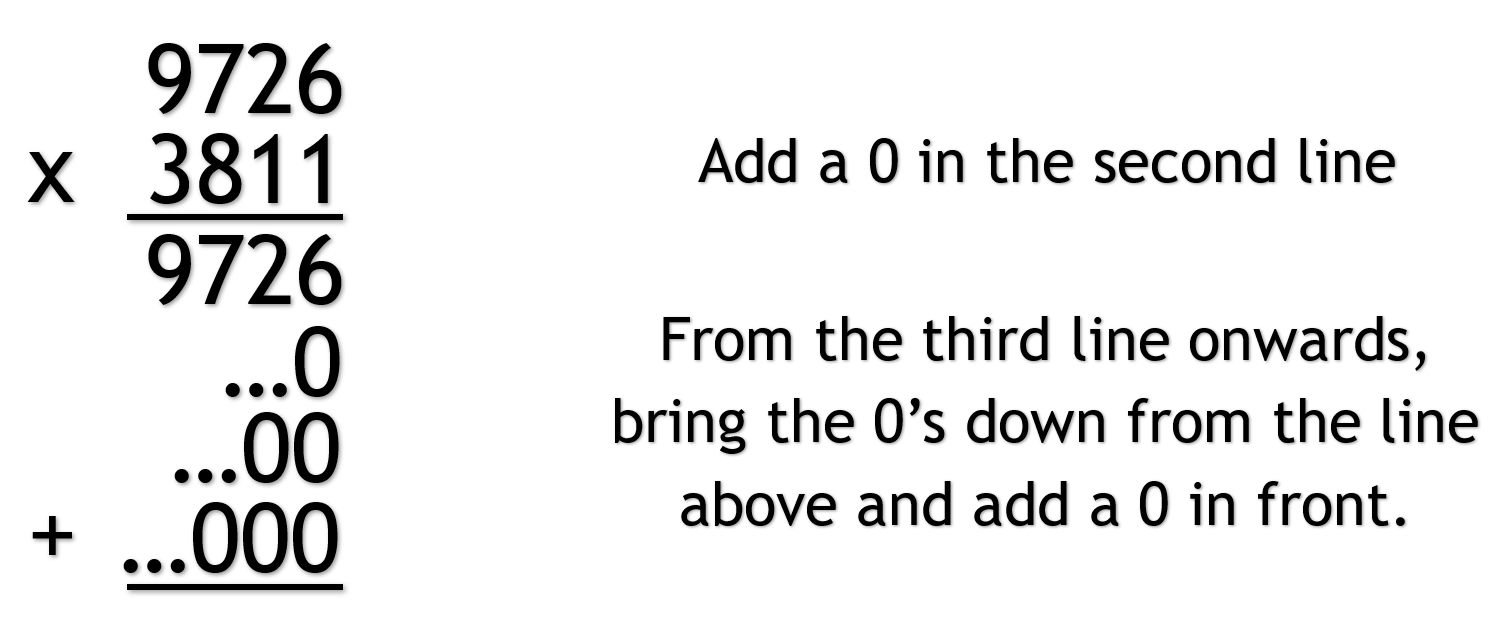 9726
x 3811
9726
...0
...00
+ ...000
Add a 0 in the second line
From the third line onwards,
bring the 0’s down from the line
above and add a 0 in front.